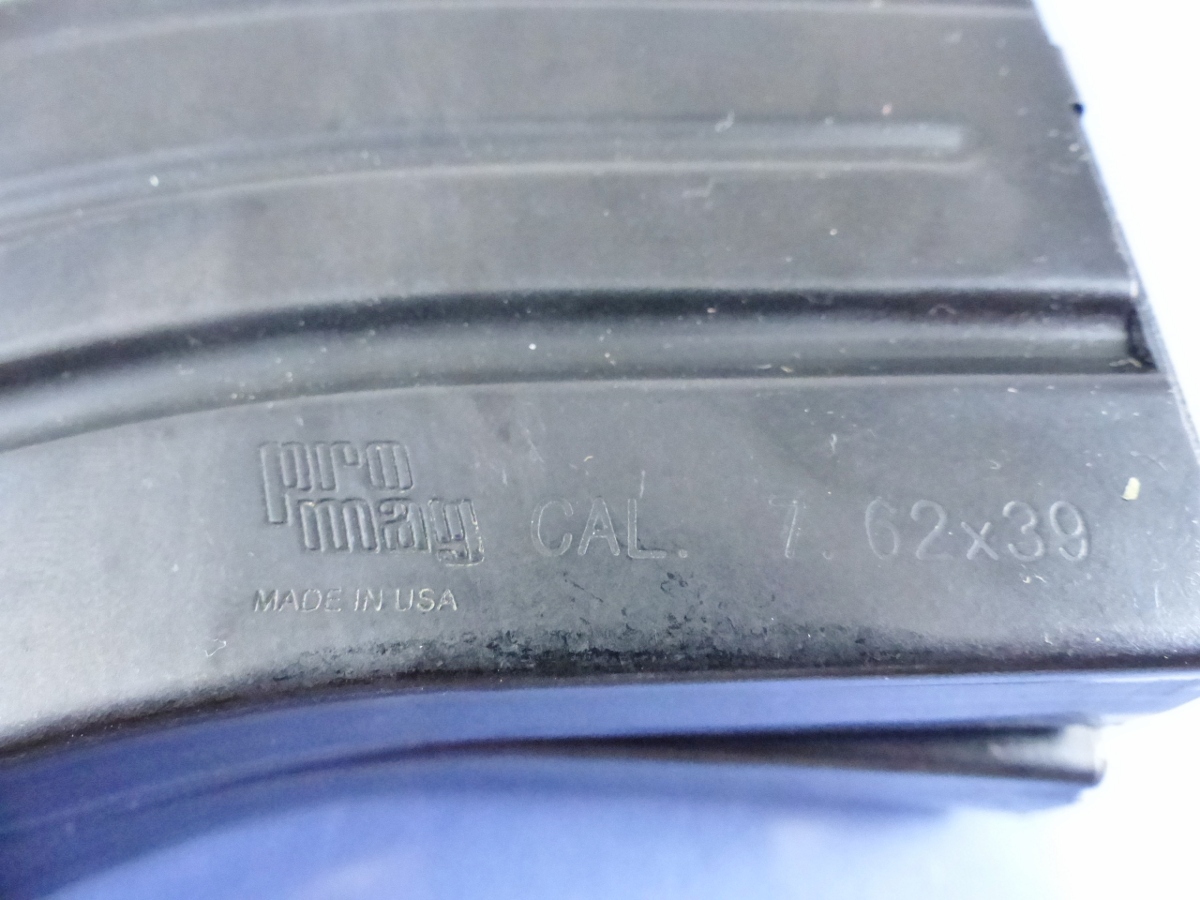 pro
mag CAL. 7.62x39
MADE IN USA